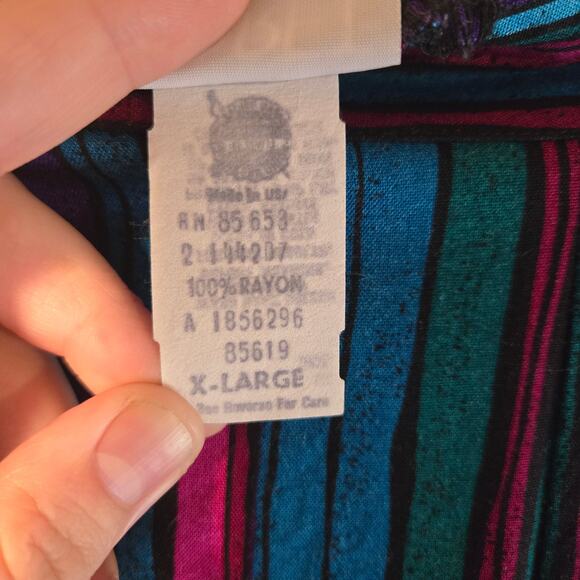 Made In USA
RN 85653
2 144207
100% RAYON
A 1856296
85619
X-LARGE
See Reverse For Care